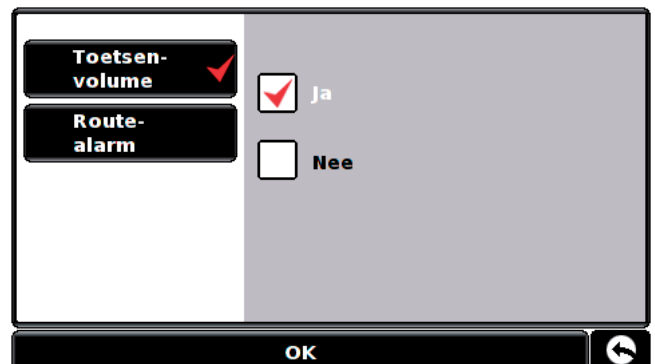 Toetsen-
volume
Route-
alarm
Ja
Nee
OK